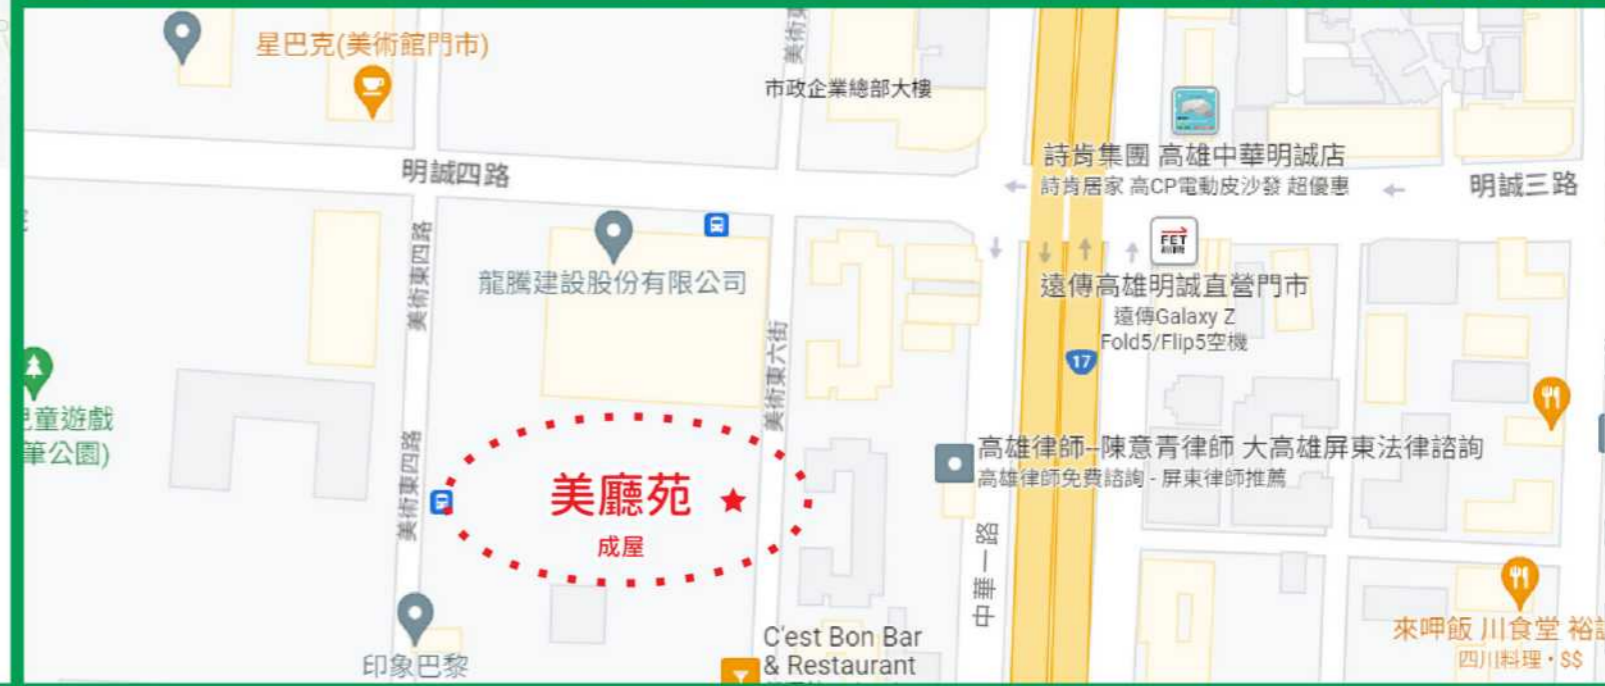 星巴克(美術館門市)
美術東
市政企業總部大樓
詩肯集團 高雄中華明誠店
詩肯居家 高CP電動皮沙發 超優惠
明誠三路
明誠四路
美術東四路
龍騰建設股份有限公司
FET
遠傳高雄明誠直營門市
遠傳Galaxy Z
Fold5/Flip5空機
17
美術東六街
童遊戲
筆公園)
美術東四路
美廳苑
成屋
高雄律師–陳意青律師 大高雄屏東法律諮詢
高雄律師免費諮詢 - 屏東律師推薦
中華一路
印象巴黎
C'est Bon Bar
& Restaurant
來呷飯 川食堂 裕
四川料理・$$